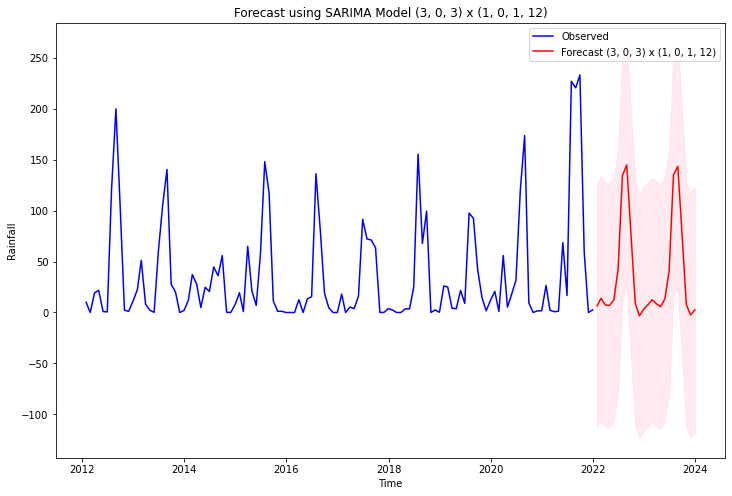 Forecast using SARIMA Model (3, 0, 3) x (1, 0, 1, 12)
Observed
Forecast (3, 0, 3) x (1, 0, 1, 12)
250
200
150
100
50
0
−50
−100
Rainfall
2012 2014 2016 2018 2020 2022 2024
Time